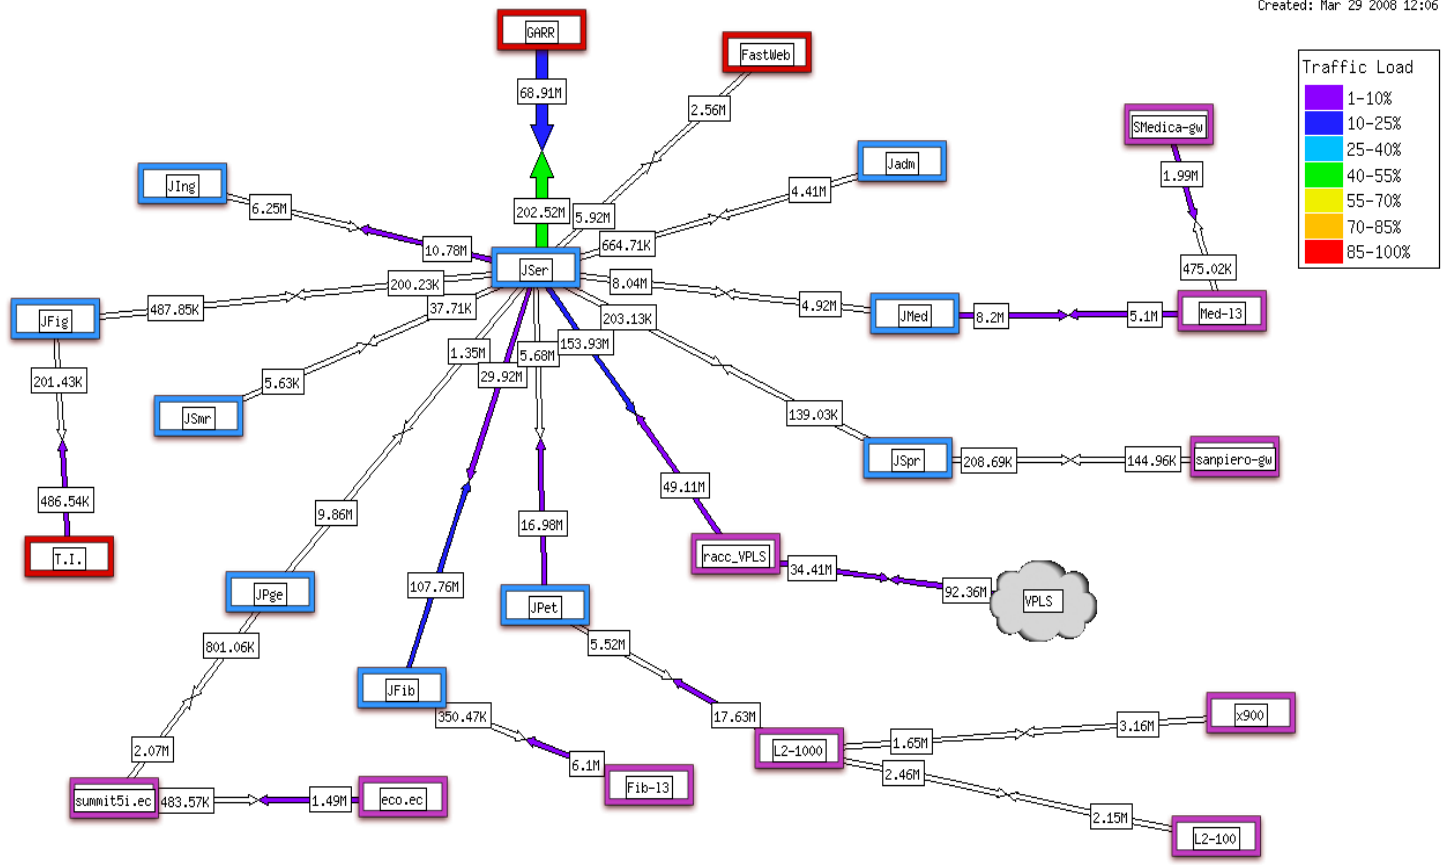 Created: Mar 29 2008 12:06
GARR
FastWeb
Traffic Load
1-10%
10-25%
25-40%
40-55%
55-70%
70-85%
85-100%
68.91M
2.56M
SMedica-gw
JIng
Jadm
1.99M
6.25M
202.52M
5.92M
4.41M
10.78M
664.71K
JSer
475.02K
200.23K
8.04M
487.85K
37.71K
4.92M
JFig
203.13K
JMed
8.2M
5.1M
Med-l3
1.35M
5.68M
153.93M
201.43K
5.63K
29.92M
JSmr
139.03K
JSpr
208.69K
144.96K
sanpiero-gw
486.54K
9.86M
16.98M
49.11M
T.I.
racc_VPLS
34.41M
92.36M
VPLS
JPge
107.76M
JPet
801.06K
5.52M
JFib
350.47K
17.63M
x900
2.07M
L2-1000
1.65M
3.16M
6.1M
2.46M
summit5i.ec
483.57K
1.49M
eco.ec
Fib-l3
2.15M
L2-100